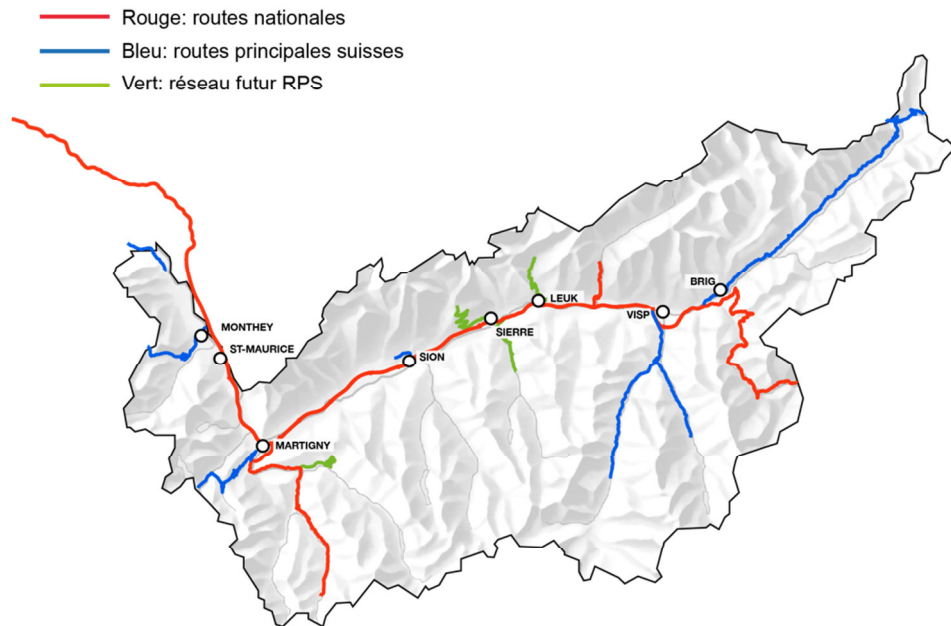 Rouge: routes nationales
Bleu: routes principales suisses
Vert: réseau futur RPS
BRIG
LEUK
VISP
SIERRE
MONTHEY
ST-MAURICE
SION
MARTIGNY